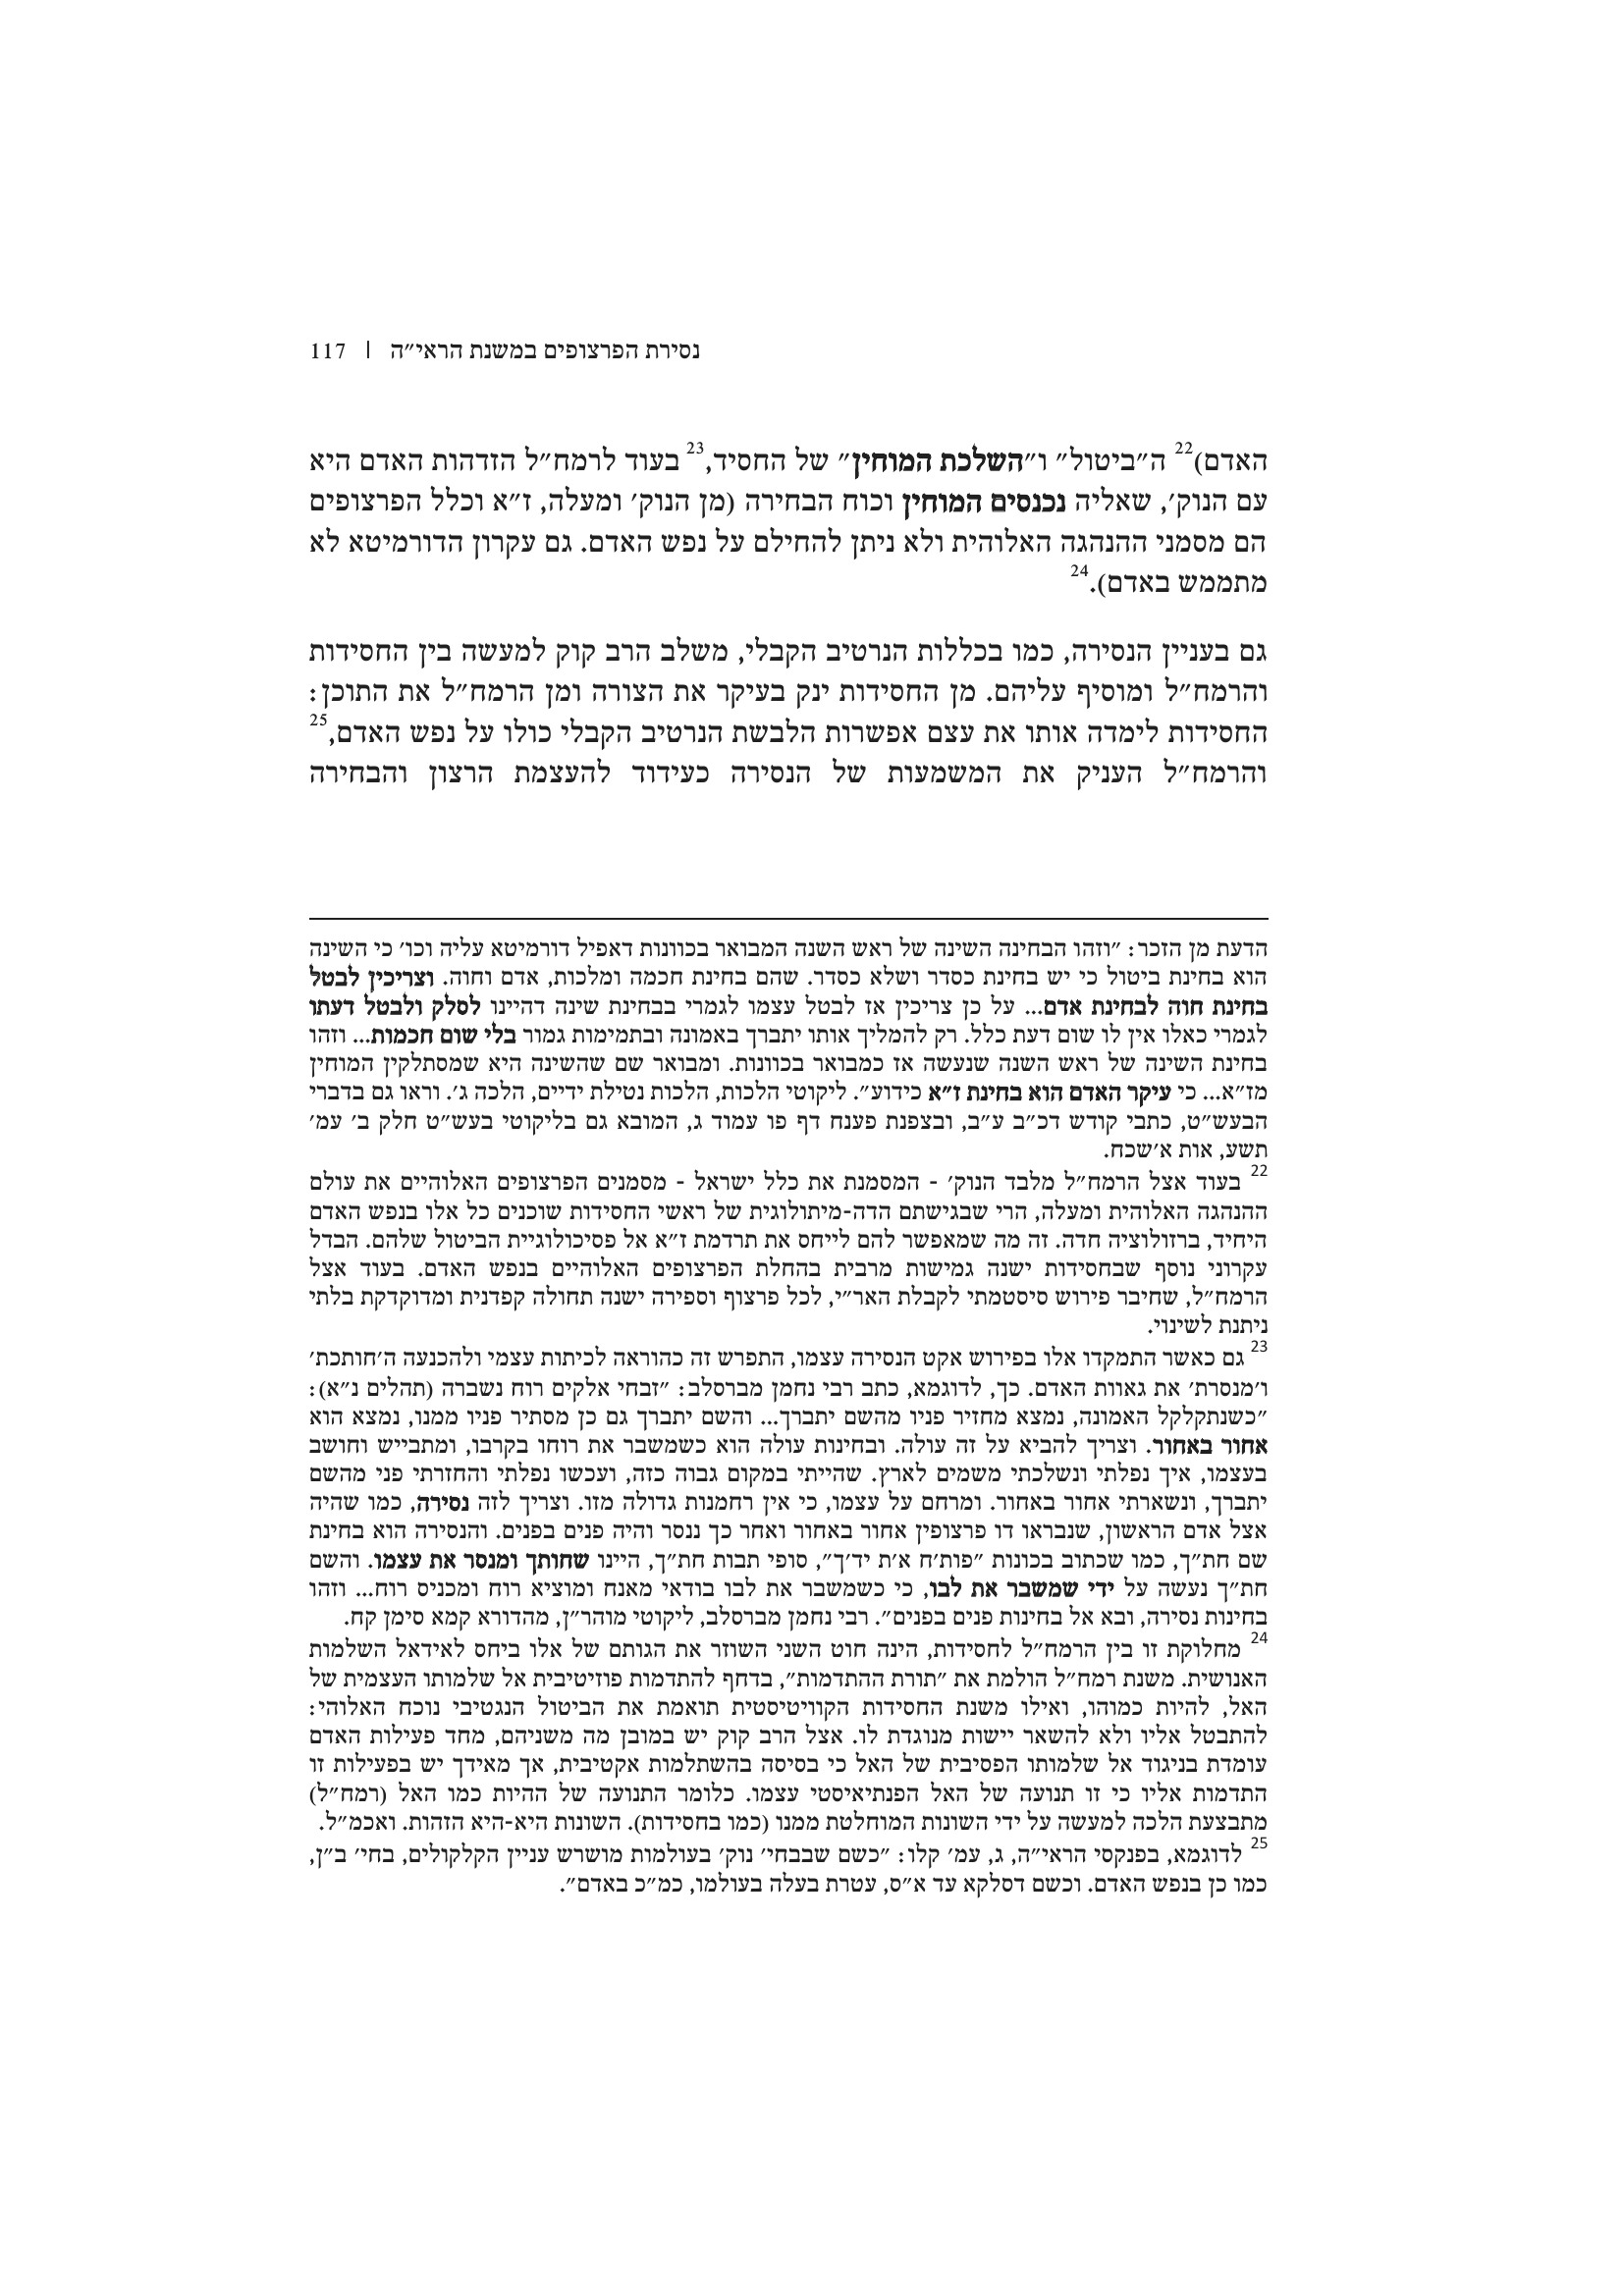 נסירת הפרצופים במשנת הראי״ה | 117
האדם)22 ה״ביטול״ ו״השלכת המוחין״ של החסיד,23 בעוד לרמח״ל הזדהות האדם היא
עם הנוק׳, שאליה נכנסים המוחין וכוח הבחירה (מן הנוק׳ ומעלה, ז״א וכלל הפרצופים
הם מסמני ההנהגה האלוהית ולא ניתן להחילם על נפש האדם. גם עקרון הדורמיטא לא
מתממש באדם).24
גם בעניין הנסירה, כמו בכללות הנרטיב הקבלי, משלב הרב קוק למעשה בין החסידות
והרמח״ל ומוסיף עליהם. מן החסידות ינק בעיקר את הצורה ומן הרמח״ל את התוכן:
החסידות לימדה אותו את עצם אפשרות הלבשת הנרטיב הקבלי כולו על נפש האדם,25
והרמח״ל העניק את המשמעות של הנסירה כעידוד להעצמת הרצון והבחירה
הדעת מן הזכר: ״וזהו הבחינה השינה של ראש השנה המבואר בכוונות דאפיל דורמיטא עליה וכו׳ כי השינה
הוא בחינת ביטול כי יש בחינת כסדר ושלא כסדר. שהם בחינת חכמה ומלכות, אדם וחוה. וצריכין לבטל
בחינת חוה לבחינת אדם... על כן צריכין אז לבטל עצמו לגמרי בבחינת שינה דהיינו לסלק ולבטל דעתו
לגמרי כאלו אין לו שום דעת כלל. רק להמליך אותו יתברך באמונה ובתמימות גמור בלי שום חכמות... וזהו
בחינת השינה של ראש השנה שנעשה אז כמבואר בכוונות. ומבואר שם שהשינה היא שמסתלקין המוחין
מז״א... כי עיקר האדם הוא בחינת ז״א כידוע״. ליקוטי הלכות, הלכות נטילת ידיים, הלכה ג׳. וראו גם בדברי
הבעש״ט, כתבי קודש דכ״ב ע״ב, ובצפנת פענח דף פו עמוד ג, המובא גם בליקוטי בעש״ט חלק ב׳ עמ׳
תשע, אות א׳שכח.
22 בעוד אצל הרמח״ל מלבד הנוק׳ - המסמנת את כלל ישראל - מסמנים הפרצופים האלוהיים את עולם
ההנהגה האלוהית ומעלה, הרי שבגישתם הדה-מיתולוגית של ראשי החסידות שוכנים כל אלו בנפש האדם
היחיד, ברזולוציה חדה. זה מה שמאפשר להם לייחס את תרדמת ז״א אל פסיכולוגיית הביטול שלהם. הבדל
עקרוני נוסף שבחסידות ישנה גמישות מרבית בהחלת הפרצופים האלוהיים בנפש האדם. בעוד אצל
הרמח״ל, שחיבר פירוש סיסטמתי לקבלת האר״י, לכל פרצוף וספירה ישנה תחולה קפדנית ומדוקדקת בלתי
ניתנת לשינוי.
23 גם כאשר התמקדו אלו בפירוש אקט הנסירה עצמו, התפרש זה כהוראה לכיתות עצמי ולהכנעה ה׳חותכת׳
ו׳מנסרת׳ את גאוות האדם. כך, לדוגמא, כתב רבי נחמן מברסלב: ״זבחי אלקים רוח נשברה (תהלים נ״א):
״כשנתקלקל האמונה, נמצא מחזיר פניו מהשם יתברך... והשם יתברך גם כן מסתיר פניו ממנו, נמצא הוא
אחור באחור. וצריך להביא על זה עולה. ובחינות עולה הוא כשמשבר את רוחו בקרבו, ומתבייש וחושב
בעצמו, איך נפלתי ונשלכתי משמים לארץ. שהייתי במקום גבוה כזה, ועכשו נפלתי והחזרתי פני מהשם
יתברך, ונשארתי אחור באחור. ומרחם על עצמו, כי אין רחמנות גדולה מזו. וצריך לזה נסירה, כמו שהיה
אצל אדם הראשון, שנבראו דו פרצופין אחור באחור ואחר כך ננסר והיה פנים בפנים. והנסירה הוא בחינת
שם חת״ך, כמו שכתוב בכונות ״פות׳ח א׳ת יד׳ך״, סופי תבות חת״ך, היינו שחותך ומנסר את עצמו. והשם
חת״ך נעשה על ידי שמשבר את לבו, כי כשמשבר את לבו בודאי מאנח ומוציא רוח ומכניס רוח... וזהו
בחינות נסירה, ובא אל בחינות פנים בפנים״. רבי נחמן מברסלב, ליקוטי מוהר״ן, מהדורא קמא סימן קח.
24 מחלוקת זו בין הרמח״ל לחסידות, הינה חוט השני השוזר את הגותם של אלו ביחס לאידאל השלמות
האנושית. משנת רמח״ל הולמת את ״תורת ההתדמות״, בדחף להתדמות פוזיטיבית אל שלמותו העצמית של
האל, להיות כמוהו, ואילו משנת החסידות הקוויטיסטית תואמת את הביטול הנגטיבי נוכח האלוהי:
להתבטל אליו ולא להשאר יישות מנוגדת לו. אצל הרב קוק יש במובן מה משניהם, מחד פעילות האדם
עומדת בניגוד אל שלמותו הפסיבית של האל כי בסיסה בהשתלמות אקטיבית, אך מאידך יש בפעילות זו
התדמות אליו כי זו תנועה של האל הפנתיאיסטי עצמו. כלומר התנועה של ההיות כמו האל (רמח״ל)
מתבצעת הלכה למעשה על ידי השונות המוחלטת ממנו (כמו בחסידות). השונות היא-היא הזהות. ואכמ״ל.
25 לדוגמא, בפנקסי הראי״ה, ג, עמ׳ קלו: ״כשם שבבחי׳ נוק׳ בעולמות מושרש עניין הקלקולים, בחי׳ ב״ן,
כמו כן בנפש האדם. וכשם דסלקא עד א״ס, עטרת בעלה בעולמו, כמ״כ באדם״.